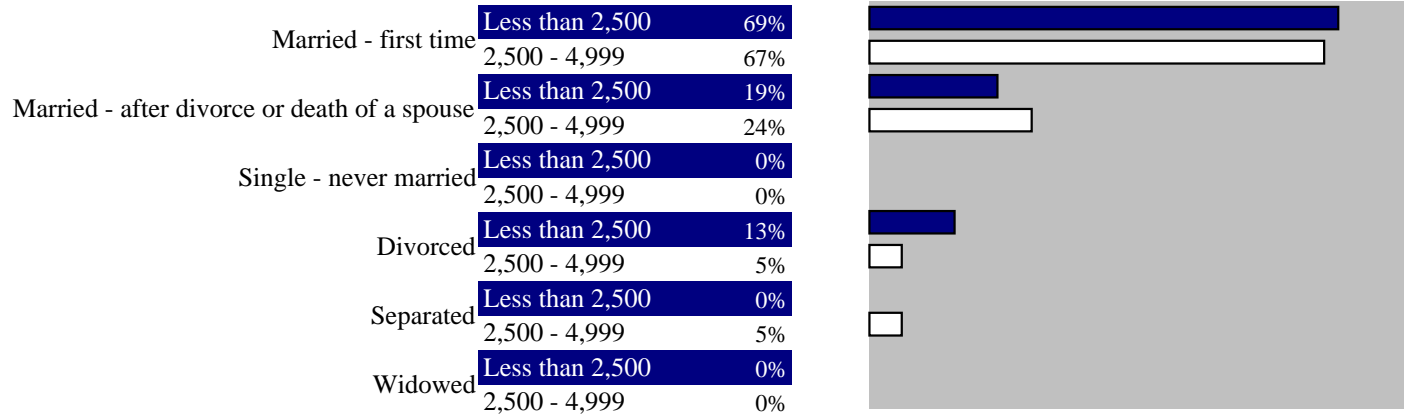 Married - first time
Less than 2,500 69%
2,500 - 4,999 67%
Married - after divorce or death of a spouse
Less than 2,500 19%
2,500 - 4,999 24%
Single - never married
Less than 2,500 0%
2,500 - 4,999 0%
Divorced
Less than 2,500 13%
2,500 - 4,999 5%
Separated
Less than 2,500 0%
2,500 - 4,999 5%
Widowed
Less than 2,500 0%
2,500 - 4,999 0%